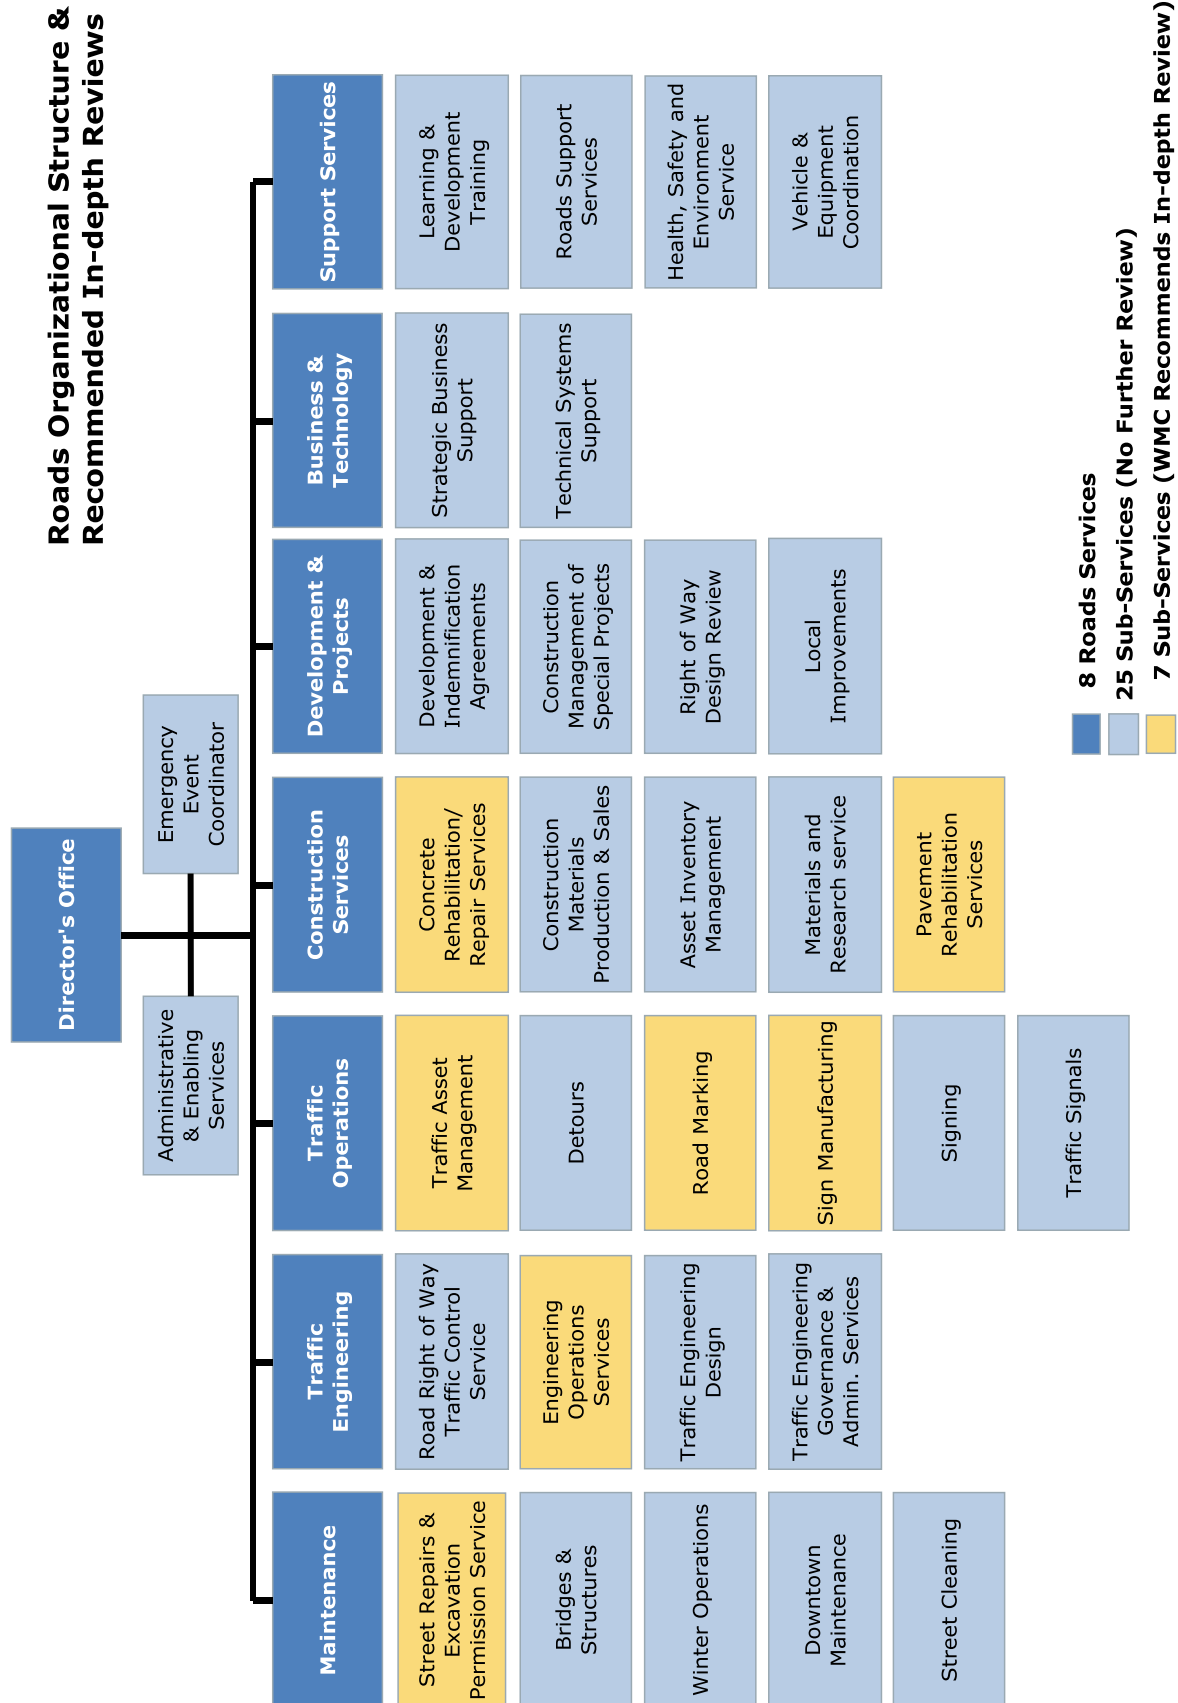 Roads Organizational Structure &
Recommended In-depth Reviews
Director's Office
Administrative
& Enabling
Services
Emergency
Event
Coordinator
Maintenance
Street Repairs &
Excavation
Permission Service
Bridges &
Structures
Winter Operations
Downtown
Maintenance
Street Cleaning
Traffic
Engineering
Road Right of Way
Traffic Control
Service
Engineering
Operations
Services
Traffic Engineering
Design
Traffic Engineering
Governance &
Admin. Services
Traffic
Operations
Traffic Asset
Management
Detours
Road Marking
Sign Manufacturing
Signing
Traffic Signals
Construction
Services
Concrete
Rehabilitation/
Repair Services
Construction
Materials
Production & Sales
Asset Inventory
Management
Materials and
Research service
Pavement
Rehabilitation
Services
Development &
Projects
Development &
Indemnification
Agreements
Construction
Management of
Special Projects
Right of Way
Design Review
Local
Improvements
Business &
Technology
Strategic Business
Support
Technical Systems
Support
Support Services
Learning &
Development
Training
Roads Support
Services
Health, Safety and
Environment
Service
Vehicle &
Equipment
Coordination
8 Roads Services
25 Sub-Services (No Further Review)
7 Sub-Services (WMC Recommends In-depth Review)